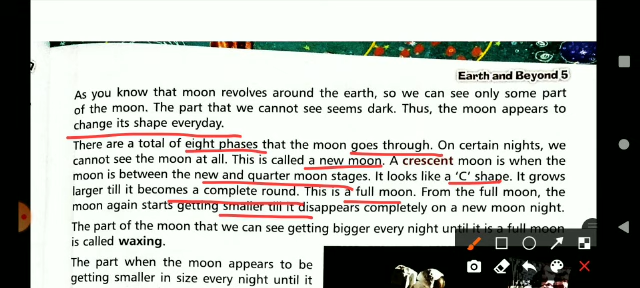 Earth and Beyond 5
As you know that moon revolves around the earth, so we can see only some part
of the moon. The part that we cannot see seems dark. Thus, the moon appears to
change its shape everyday.
There are a total of eight phases that the moon goes through. On certain nights, we
cannot see the moon at all. This is called a new moon. A crescent moon is when the
moon is between the new and quarter moon stages. It looks like a ‘C’ shape. It grows
larger till it becomes a complete round. This is a full moon. From the full moon, the
moon again starts getting smaller till it disappears completely on a new moon night.
The part of the moon that we can see getting bigger every night until it is a full moon
is called waxing.
The part when the moon appears to be
getting smaller in size every night until it